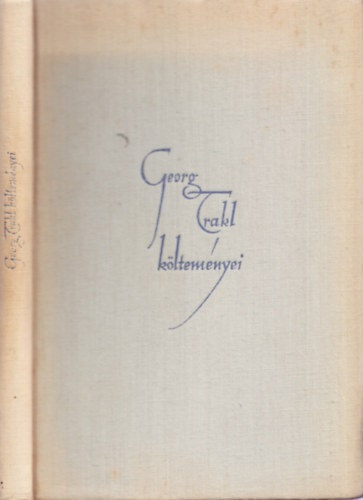 Georg Trakl költeményei
Georg
Trakl
költeményei